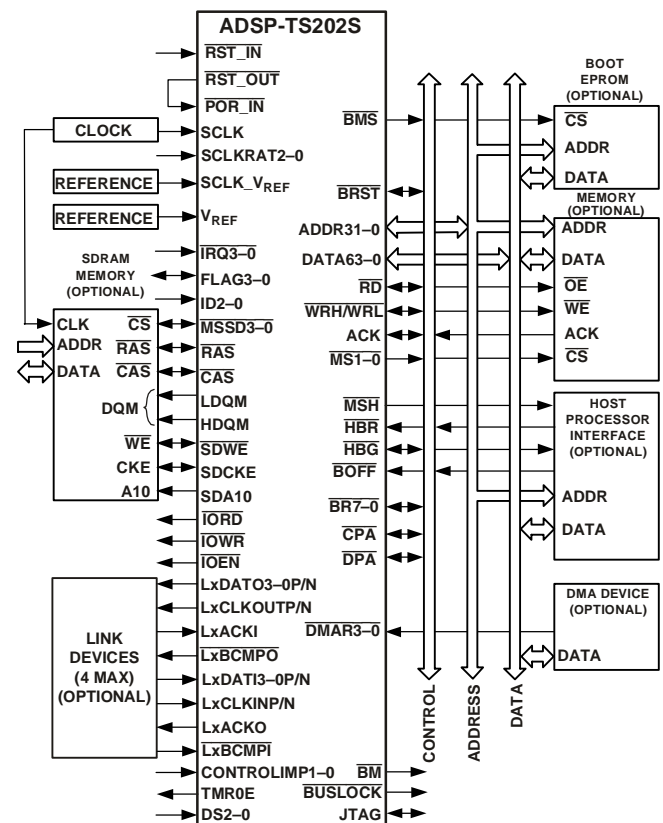 ADSP-TS202S
RST_IN
RST_OUT
POR_IN
CLOCK
SCLK
SCLKRAT2–0
REFERENCE
SCLK_VREF
REFERENCE
VREF
IRQ3–0
SDRAM
MEMORY
(OPTIONAL)
FLAG3–0
ID2–0
CLK
CS
MSSD3–0
ADDR
RAS
RAS
DATA
CAS
CAS
DQM
LDQM
HDQM
WE
SDWE
CKE
SDCKE
A10
SDA10
IORD
IOWR
IOEN
LINK
DEVICES
(4 MAX)
(OPTIONAL)
LxDATO3–0P/N
LxCLKOUTP/N
LxACKI
LxBCMPO
LxDATI3–0P/N
LxCLKINP/N
LxACKO
LxBCMPI
CONTROLIMP1–0
TMR0E
DS2–0
BMS
BRST
ADDR31–0
DATA63–0
RD
WRH/WRL
ACK
MS1–0
MSH
HBR
HBG
BOFF
BR7–0
CPA
DPA
DMAR3–0
BM
BUSLOCK
JTAG
CONTROL
ADDRESS
DATA
BOOT
EPROM
(OPTIONAL)
CS
ADDR
DATA
MEMORY
(OPTIONAL)
ADDR
DATA
OE
WE
ACK
CS
HOST
PROCESSOR
INTERFACE
(OPTIONAL)
ADDR
DATA
DMA DEVICE
(OPTIONAL)
DATA